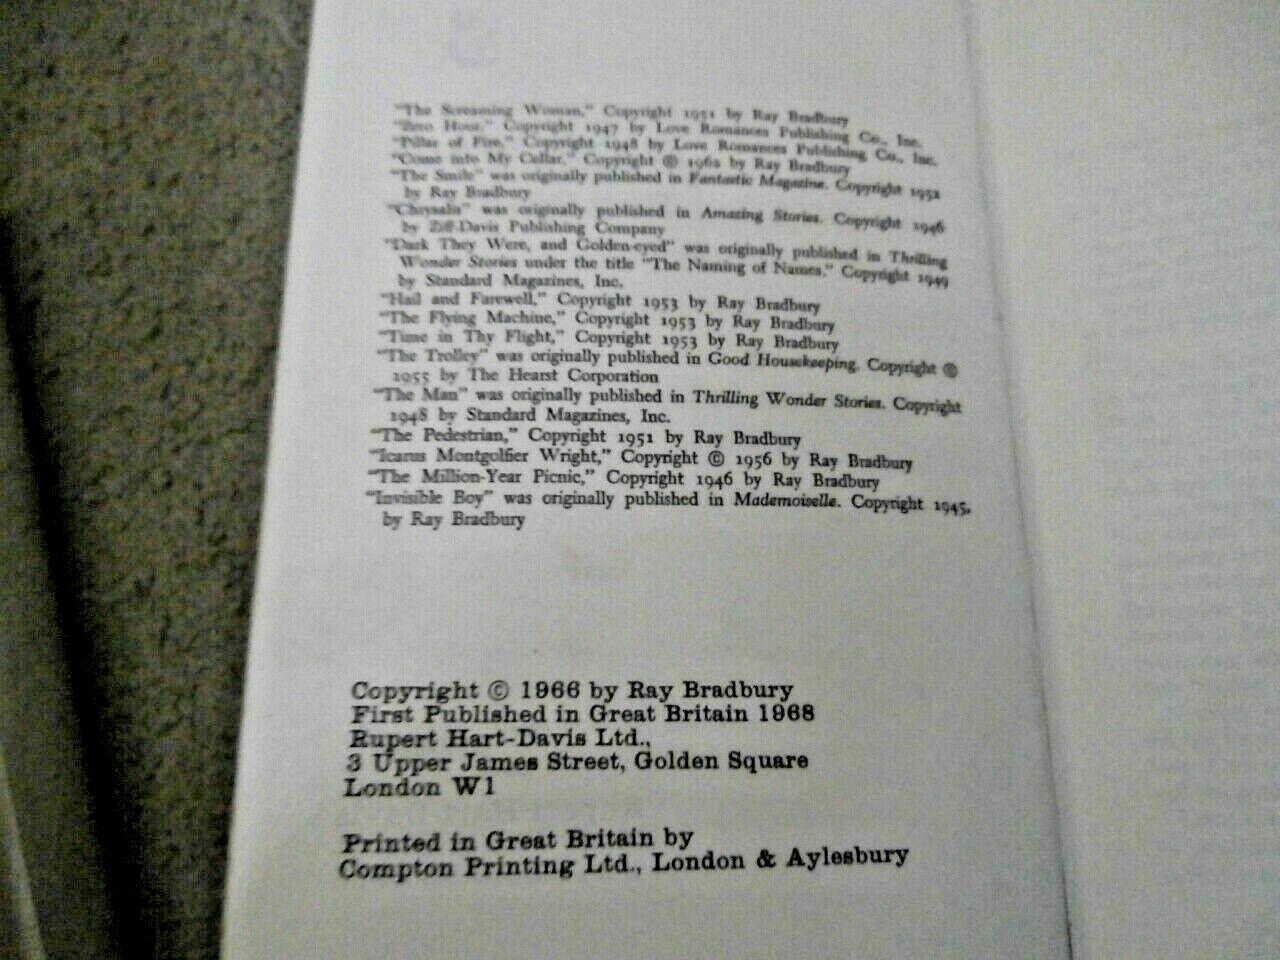 "The Screaming Woman," Copyright 1951 by Ray Bradbury
"Zero Hour," Copyright 1947 by Love Romances Publishing Co., Inc.
"Pillar of Fire," Copyright 1948 by Love Romances Publishing Co., Inc.
"Come into My Cellar," Copyright © 1962 by Ray Bradbury
"The Smile" was originally published in Fantastic Magazine. Copyright 1952
by Ray Bradbury
"Chrysalis" was originally published in Amazing Stories. Copyright 1946
by Ziff-Davis Publishing Company
"Dark They Were, and Golden-eyed" was originally published in Thrilling
Wonder Stories under the title "The Naming of Names." Copyright 1949
by Standard Magazines, Inc.
"Hail and Farewell," Copyright 1953 by Ray Bradbury
"The Flying Machine," Copyright 1953 by Ray Bradbury
"Time in Thy Flight," Copyright 1953 by Ray Bradbury
"The Trolley" was originally published in Good Housekeeping. Copyright ©
1955 by The Hearst Corporation
"The Man" was originally published in Thrilling Wonder Stories. Copyright
1948 by Standard Magazines, Inc.
"The Pedestrian," Copyright 1951 by Ray Bradbury
"Icarus Montgolfier Wright," Copyright © 1956 by Ray Bradbury
"The Million-Year Picnic," Copyright 1946 by Ray Bradbury
"Invisible Boy" was originally published in Mademoiselle. Copyright 1945,
by Ray Bradbury
Copyright © 1966 by Ray Bradbury
First Published in Great Britain 1968
Rupert Hart-Davis Ltd.,
3 Upper James Street, Golden Square
London W1
Printed in Great Britain by
Compton Printing Ltd., London & Aylesbury